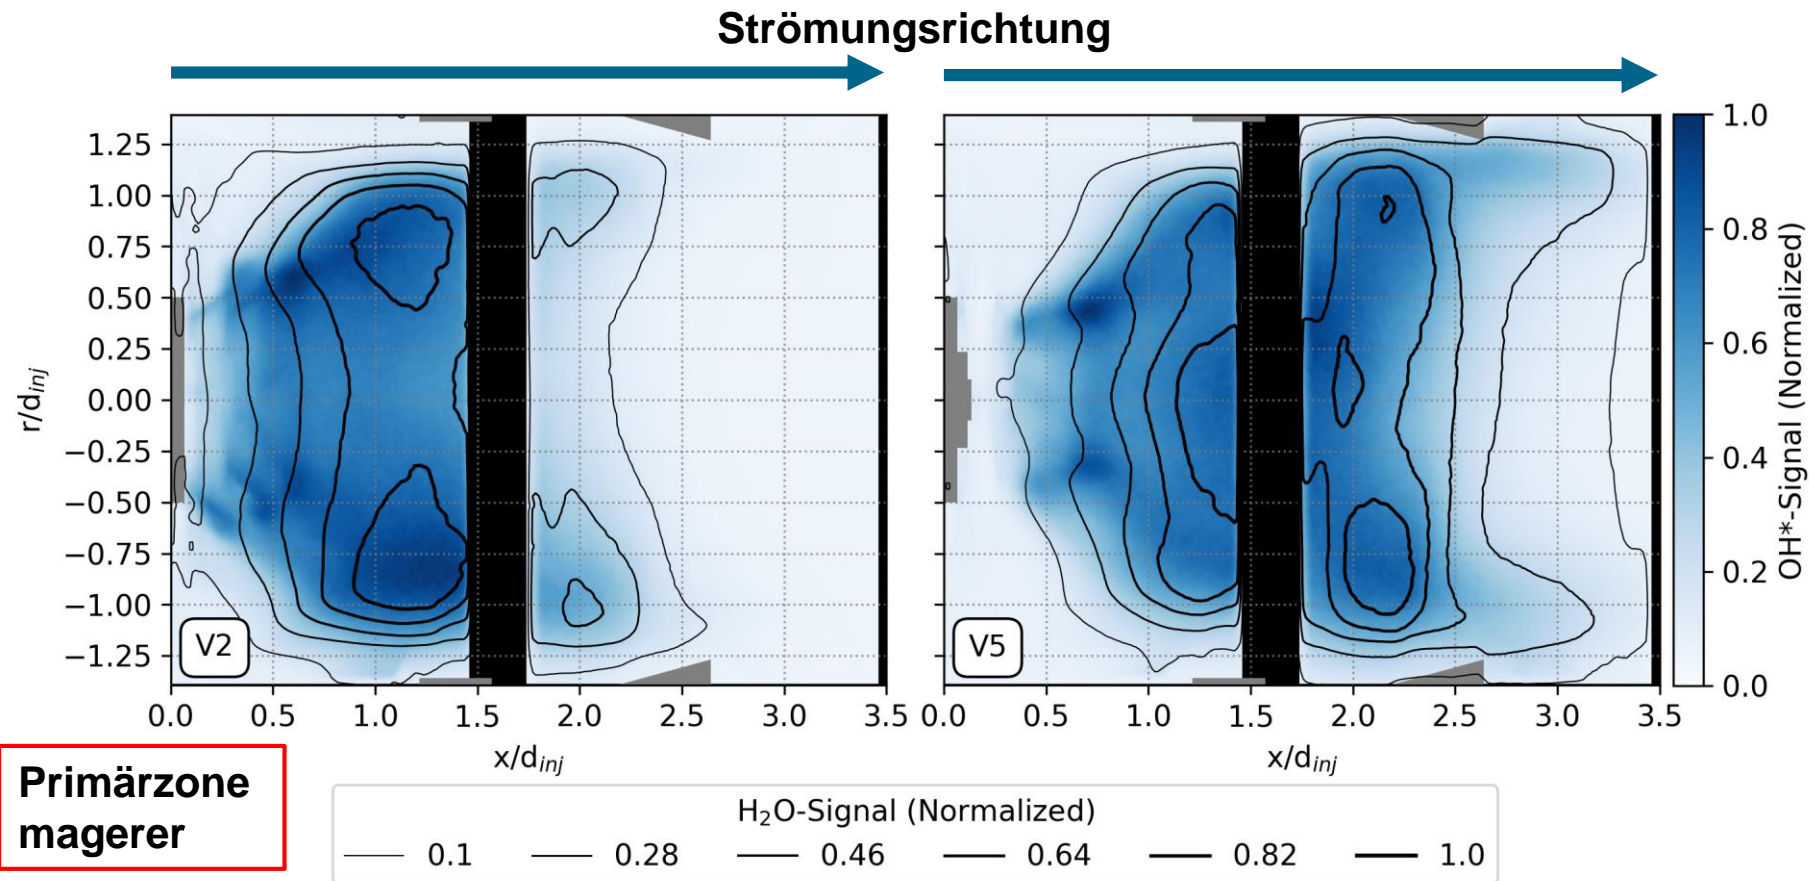 Strömungsrichtung
1.25
1.00
0.75
0.50
0.25
0.00
−0.25
−0.50
−0.75
−1.00
−1.25
r/d_inj
V2
V5
0.0 0.5 1.0 1.5 2.0 2.5 3.0 3.5
0.0 0.5 1.0 1.5 2.0 2.5 3.0 3.5
x/d_inj
x/d_inj
1.0
0.8
0.6
0.4
0.2
0.0
OH*-Signal (Normalized)
Primärzone
magerer
H₂O-Signal (Normalized)
0.1 0.28 0.46 0.64 0.82 1.0